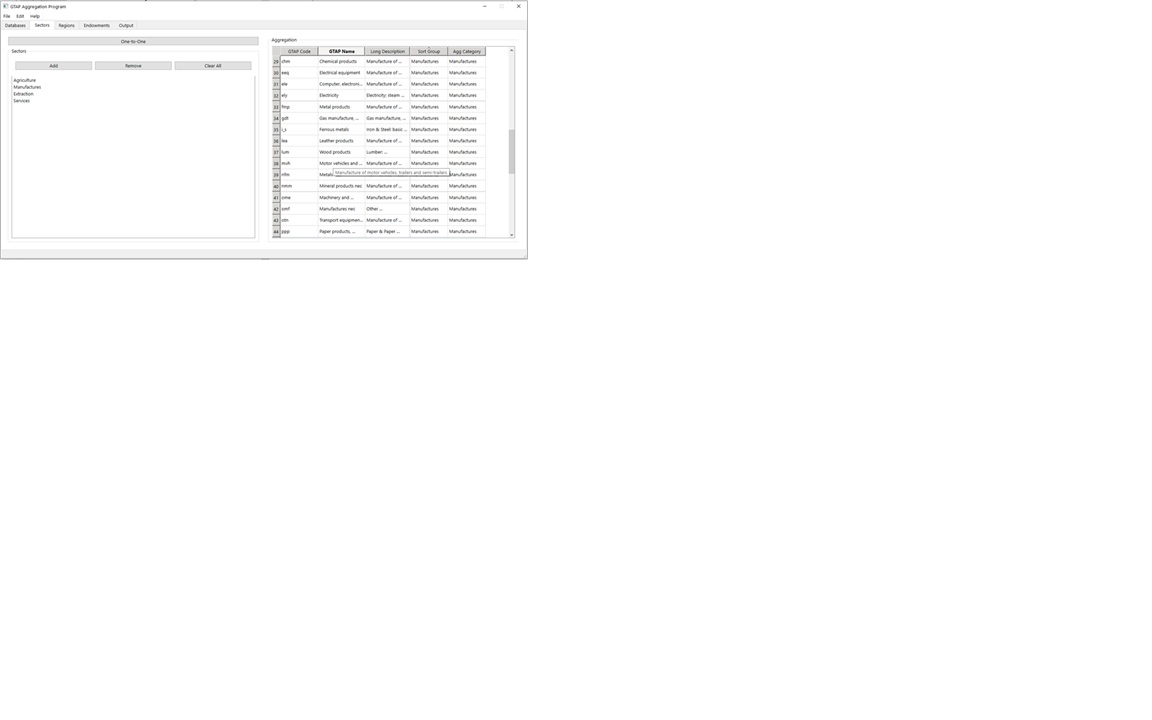 GTAP Aggregation Program
File Edit Help
Databases Sectors Regions Endowments Output
One-to-One
Sectors
Add Remove Clear All
Agriculture
Manufactures
Extraction
Services
Aggregation
GTAP Code GTAP Name Long Description Sort Group Agg Category
29 chm Chemical products Manufacture of ... Manufactures Manufactures
30 eeq Electrical equipment Manufacture of ... Manufactures Manufactures
31 ele Computer, electroni... Manufacture of ... Manufactures Manufactures
32 ely Electricity Electricity; steam ... Manufactures Manufactures
33 fmp Metal products Manufacture of ... Manufactures Manufactures
34 gdt Gas manufacture, ... Gas manufacture, ... Manufactures Manufactures
35 i_s Ferrous metals Iron & Steel: basic ... Manufactures Manufactures
36 lea Leather products Manufacture of ... Manufactures Manufactures
37 lum Wood products Lumber: ... Manufactures Manufactures
38 mvh Motor vehicles and ... Manufacture of ... Manufactures Manufactures
39 nfm Metals Manufactures
Manufacture of motor vehicles, trailers and semi-trailers
40 nmm Mineral products nec Manufacture of ... Manufactures Manufactures
41 ome Machinery and ... Manufacture of ... Manufactures Manufactures
42 omf Manufactures nec Other ... Manufactures Manufactures
43 otn Transport equipmen... Manufacture of ... Manufactures Manufactures
44 ppp Paper products, ... Paper & Paper ... Manufactures Manufactures